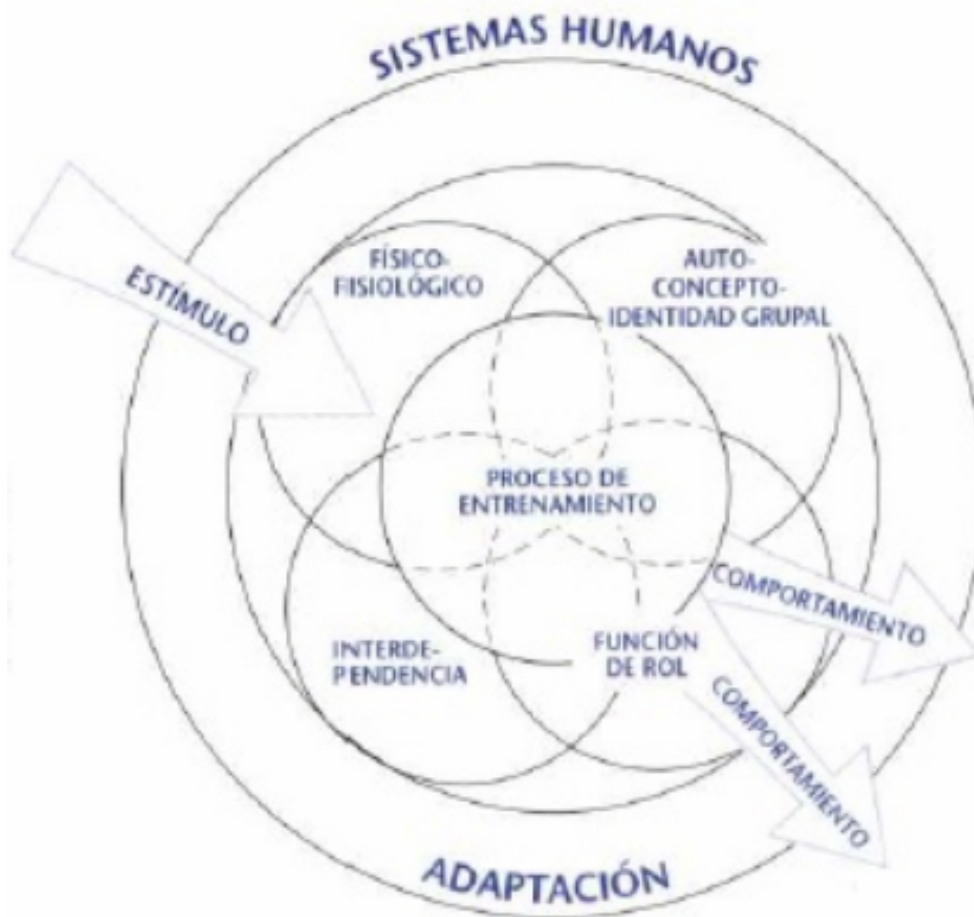 SISTEMAS HUMANOS
ESTÍMULO
FÍSICO-
FISIOLÓGICO
AUTO-
CONCEPTO-
IDENTIDAD GRUPAL
PROCESO DE
ENTRENAMIENTO
INTERDE-
PENDENCIA
FUNCIÓN
DE ROL
COMPORTAMIENTO
COMPORTAMIENTO
ADAPTACIÓN